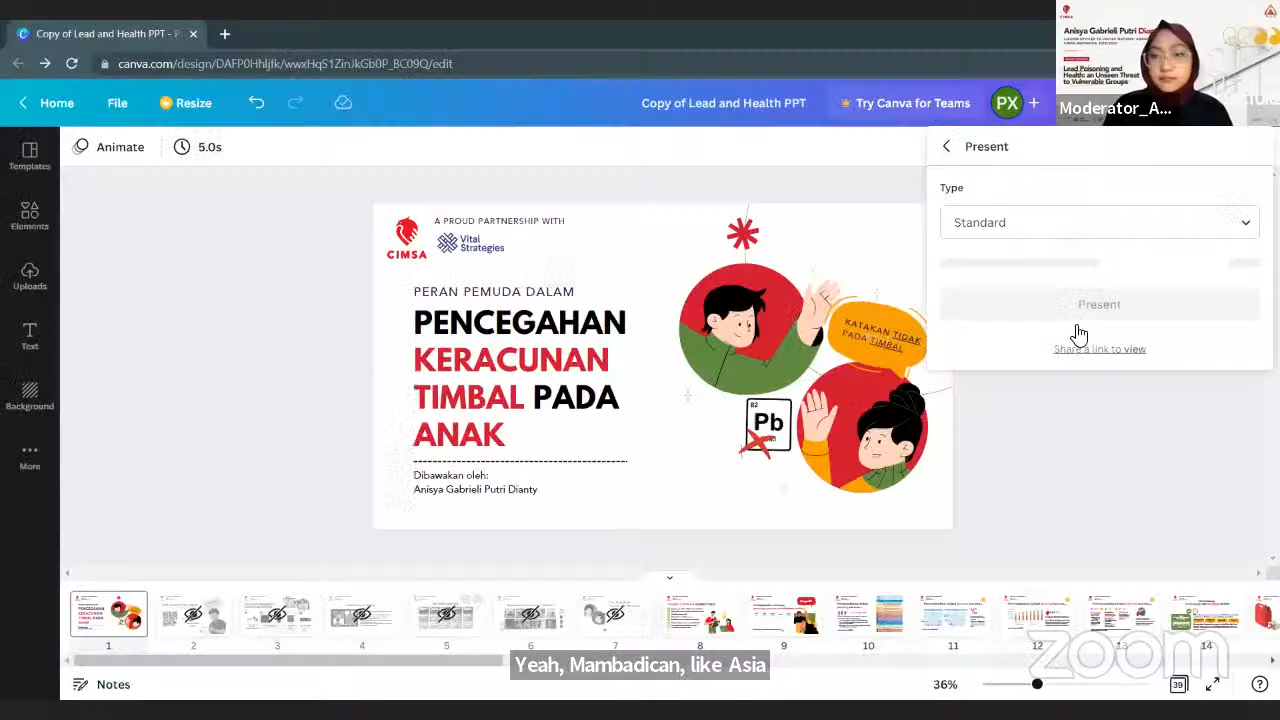 Copy of Lead and Health PPT - P
canva.com/design/DAFP0Hhljfk/wwxHqS1ZinJkGb0P_BC09Q/edit
Home
File
Resize
Copy of Lead and Health PPT
Try Canva for Teams
PX
CIMSA
Anisya Gabrieli Putri Dian
Lead Poisoning and
Health: an Unseen Threat
to Vulnerable Groups
Moderator_A...
Templates
Elements
Uploads
Text
Background
More
Animate
5.0s
Present
Type
Standard
Present
Share a link to view
CIMSA
A PROUD PARTNERSHIP WITH
Vital
Strategies
PERAN PEMUDA DALAM
PENCEGAHAN
KERACUNAN
TIMBAL PADA
ANAK
Dibawakan oleh:
Anisya Gabrieli Putri Dianty
KATAKAN TIDAK
PADA TIMBAL
82
Pb
1
2
3
4
5
6
7
8
9
10
11
12
13
14
Yeah, Mambadican, like Asia
zoom
Notes
36%
39